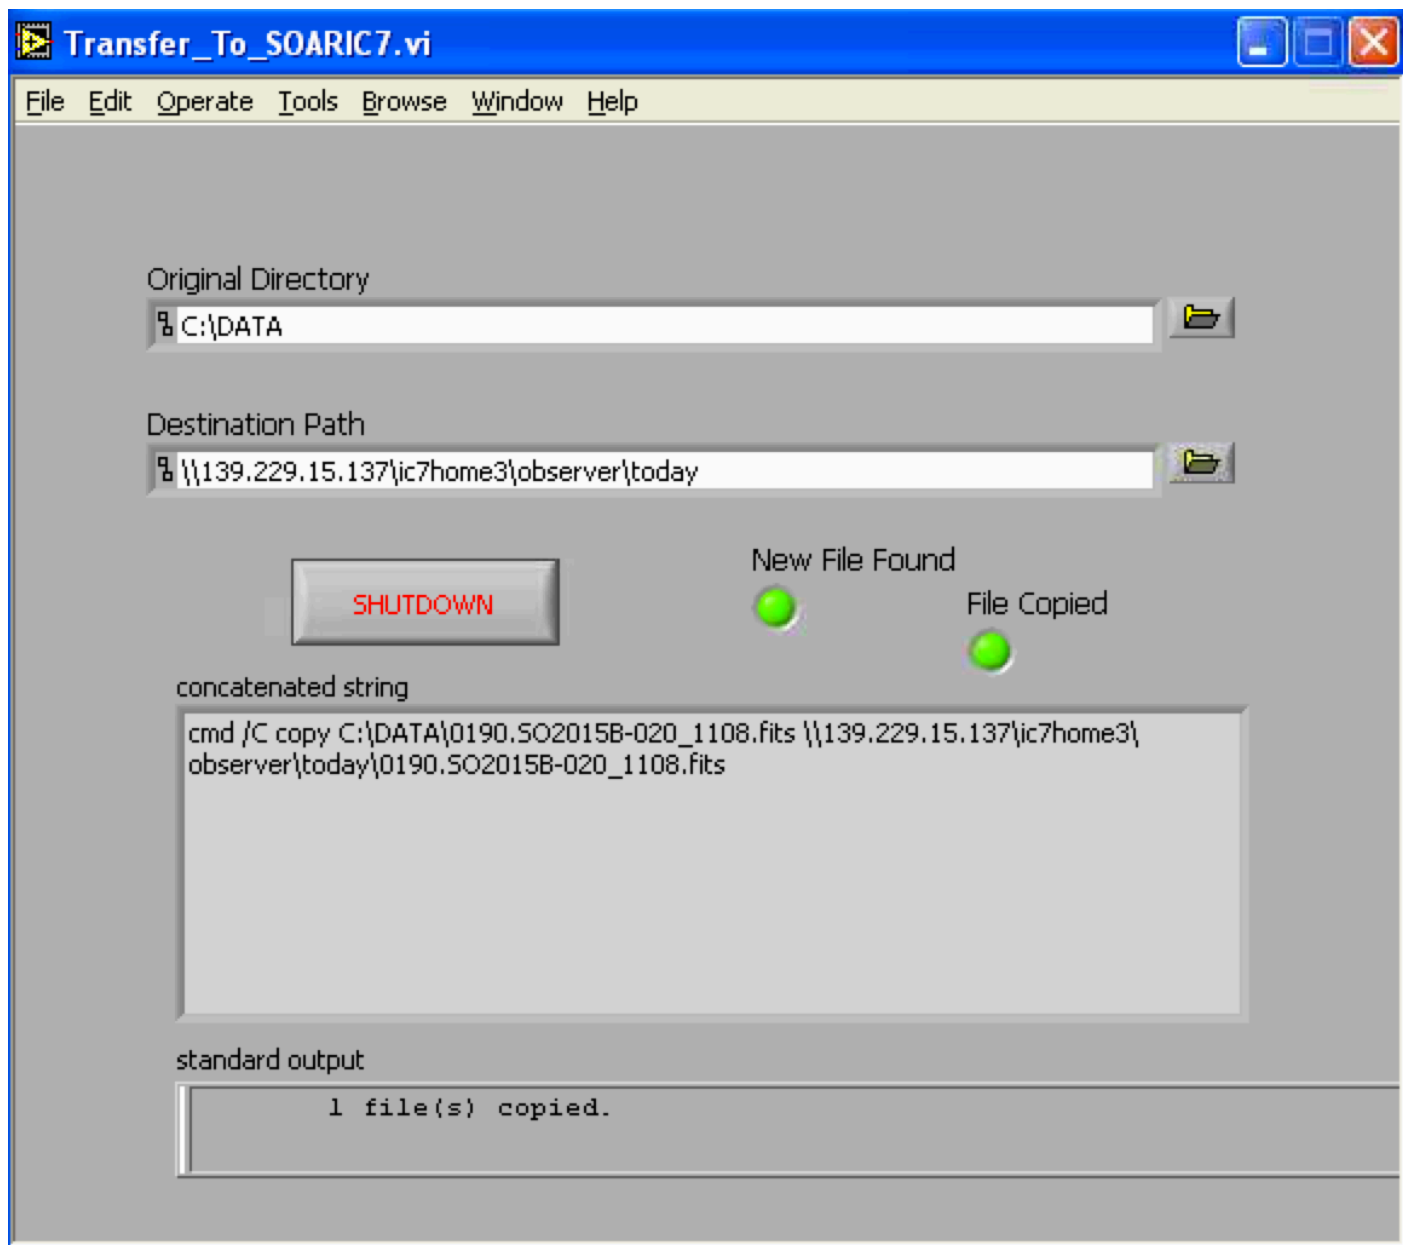 Transfer_To_SOARIC7.vi
File Edit Operate Tools Browse Window Help
Original Directory
C:\DATA
Destination Path
\\139.229.15.137\ic7home3\observer\today
New File Found
SHUTDOWN
File Copied
concatenated string
cmd /C copy C:\DATA\0190.SO2015B-020_1108.fits \\139.229.15.137\ic7home3\
observer\today\0190.SO2015B-020_1108.fits
standard output
1 file(s) copied.